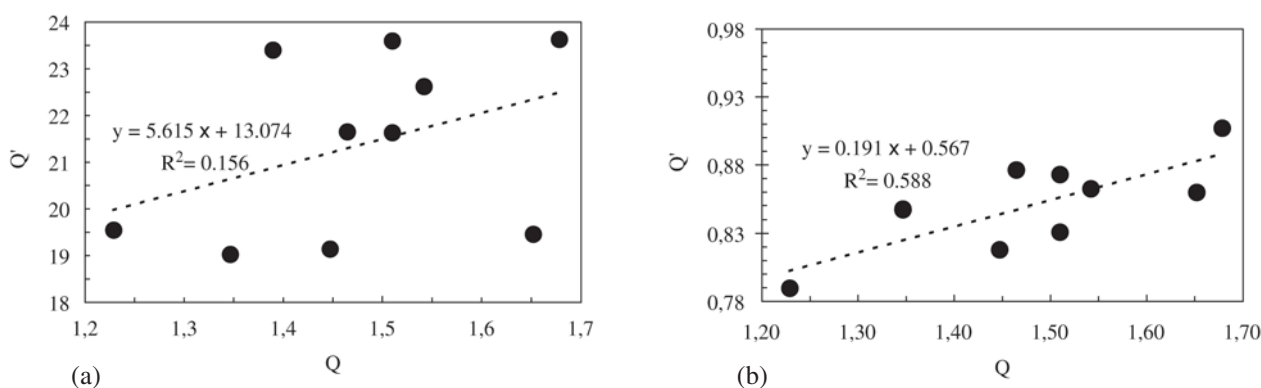 24
23
22
21
20
19
18
Q'
y = 5.615 x + 13.074
R²= 0.156
1,2 1,3 1,4 1,5 1,6 1,7
Q
(a)
0,98
0,93
0,88
0,83
0,78
Q'
y = 0.191 x + 0.567
R²= 0.588
1,20 1,30 1,40 1,50 1,60 1,70
Q
(b)